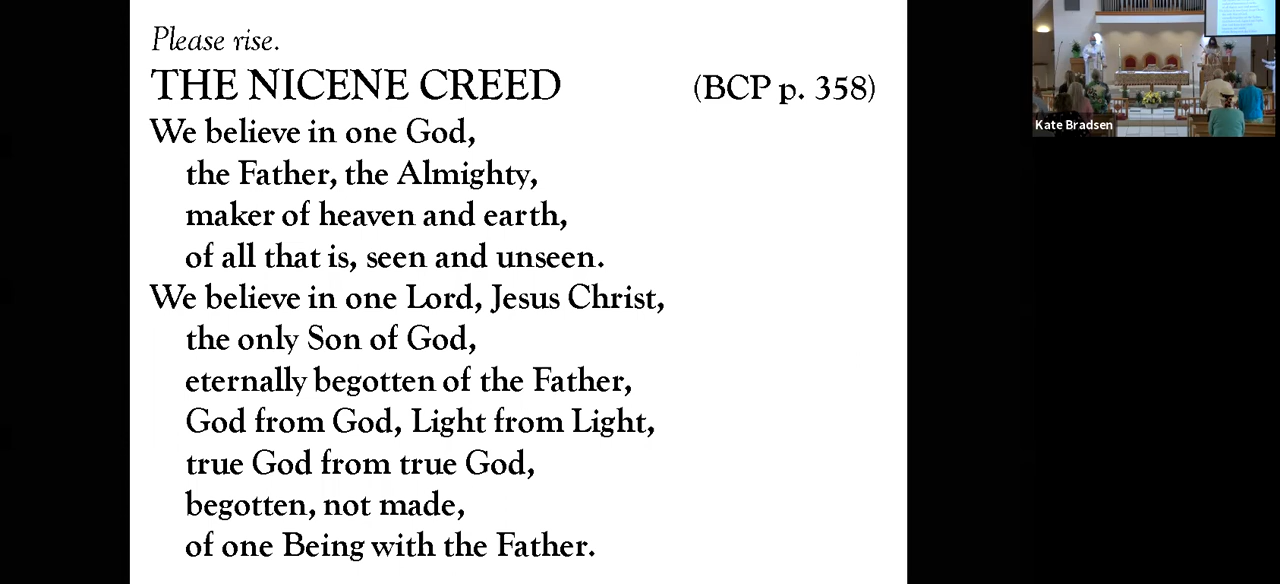 Please rise.
THE NICENE CREED (BCP p. 358)
We believe in one God,
the Father, the Almighty,
maker of heaven and earth,
of all that is, seen and unseen.
We believe in one Lord, Jesus Christ,
the only Son of God,
eternally begotten of the Father,
God from God, Light from Light,
true God from true God,
begotten, not made,
of one Being with the Father.
Kate Bradsen